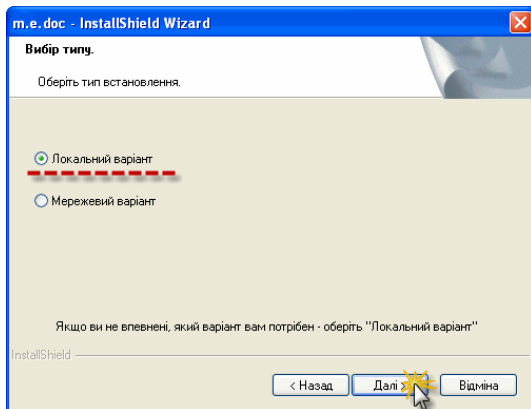 m.e.doc - InstallShield Wizard
Вибір типу.
Оберіть тип встановлення.
Локальний варіант
Мережевий варіант
Якщо ви не впевнені, який варіант вам потрібен - оберіть "Локальний варіант"
InstallShield
< Назад
Далі >
Відміна